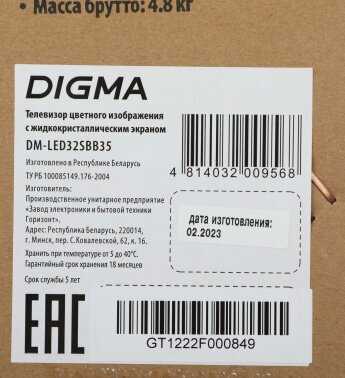 • Масса брутто: 4.8 кг
DIGMA
Телевизор цветного изображения
с жидкокристаллическим экраном
DM-LED32SBB35
Изготовлено в Республике Беларусь
ТУ РБ 100085149.176-2004
Изготовитель:
Производственное унитарное предприятие
«Завод электроники и бытовой техники
Горизонт».
Адрес: Республика Беларусь, 220014,
г. Минск, пер. С.Ковалевской, 62, к. 16.
Хранить при температуре от 5 до 40°С.
Гарантийный срок хранения 18 месяцев
Срок службы 5 лет
4 814032 009568
дата изготовления:
02.2023
EAC
GT1222F000849